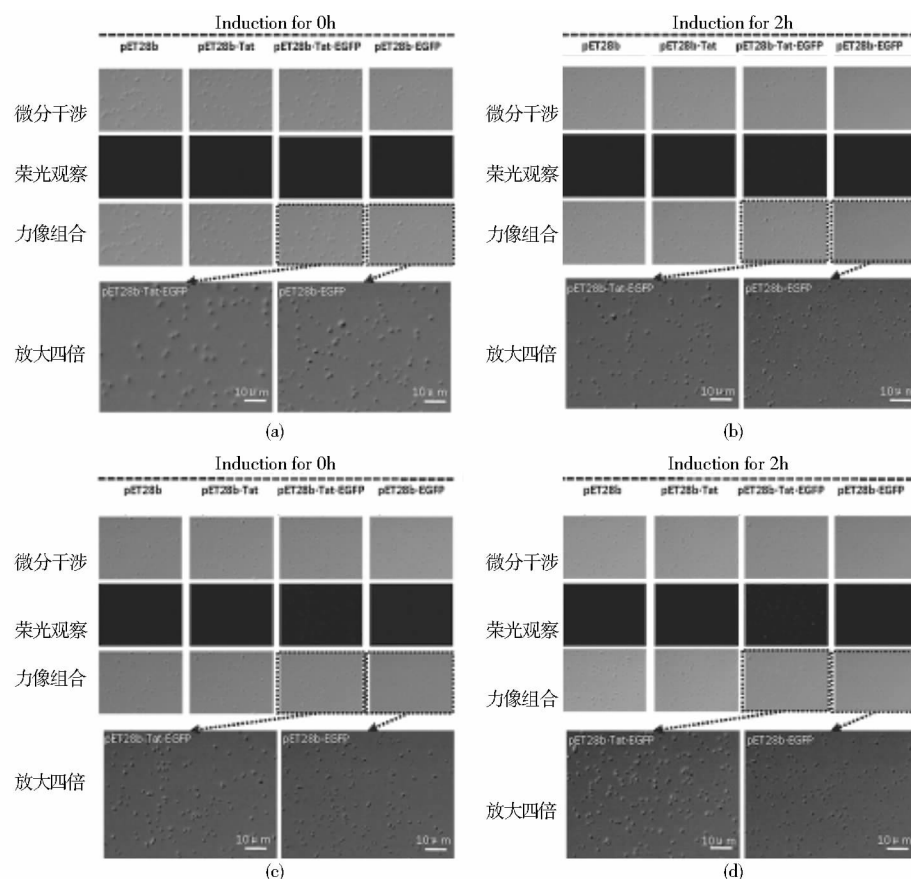 Induction for 0h
pET28b pET28b-Tat pET28b-Tat-EGFP pET28b-EGFP
微分干涉
荧光观察
力像组合
pET28b-Tat-EGFP pET28b-EGFP
放大四倍
10μm 10μm
(a)
Induction for 2h
pET28b pET28b-Tat pET28b-Tat-EGFP pET28b-EGFP
微分干涉
荧光观察
力像组合
pET28b-Tat-EGFP pET28b-EGFP
放大四倍
10μm 10μm
(b)
Induction for 0h
pET28b pET28b-Tat pET28b-Tat-EGFP pET28b-EGFP
微分干涉
荧光观察
力像组合
pET28b-Tat-EGFP pET28b-EGFP
放大四倍
10μm 10μm
(c)
Induction for 2h
pET28b pET28b-Tat pET28b-Tat-EGFP pET28b-EGFP
微分干涉
荧光观察
力像组合
pET28b-Tat-EGFP pET28b-EGFP
放大四倍
10μm 10μm
(d)